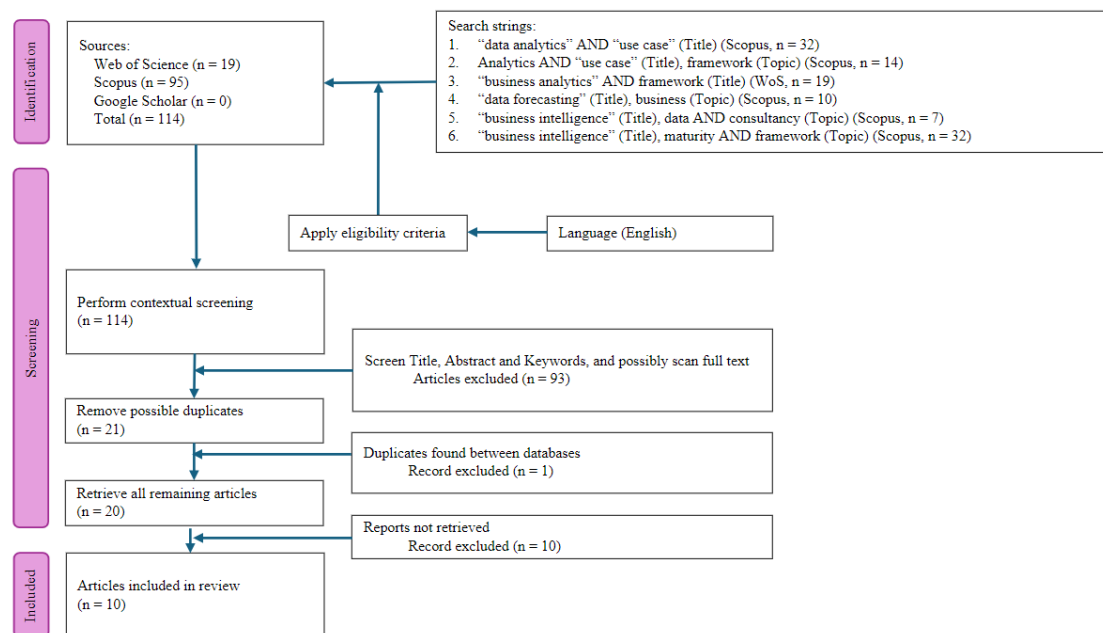 Identification
Sources:
Web of Science (n = 19)
Scopus (n = 95)
Google Scholar (n = 0)
Total (n = 114)
Search strings:
1. “data analytics” AND “use case” (Title) (Scopus, n = 32)
2. Analytics AND “use case” (Title), framework (Topic) (Scopus, n = 14)
3. “business analytics” AND framework (Title) (WoS, n = 19)
4. “data forecasting” (Title), business (Topic) (Scopus, n = 10)
5. “business intelligence” (Title), data AND consultancy (Topic) (Scopus, n = 7)
6. “business intelligence” (Title), maturity AND framework (Topic) (Scopus, n = 32)
Apply eligibility criteria
Language (English)
Screening
Perform contextual screening
(n = 114)
Screen Title, Abstract and Keywords, and possibly scan full text
Articles excluded (n = 93)
Remove possible duplicates
(n = 21)
Duplicates found between databases
Record excluded (n = 1)
Retrieve all remaining articles
(n = 20)
Reports not retrieved
Record excluded (n = 10)
Included
Articles included in review
(n = 10)